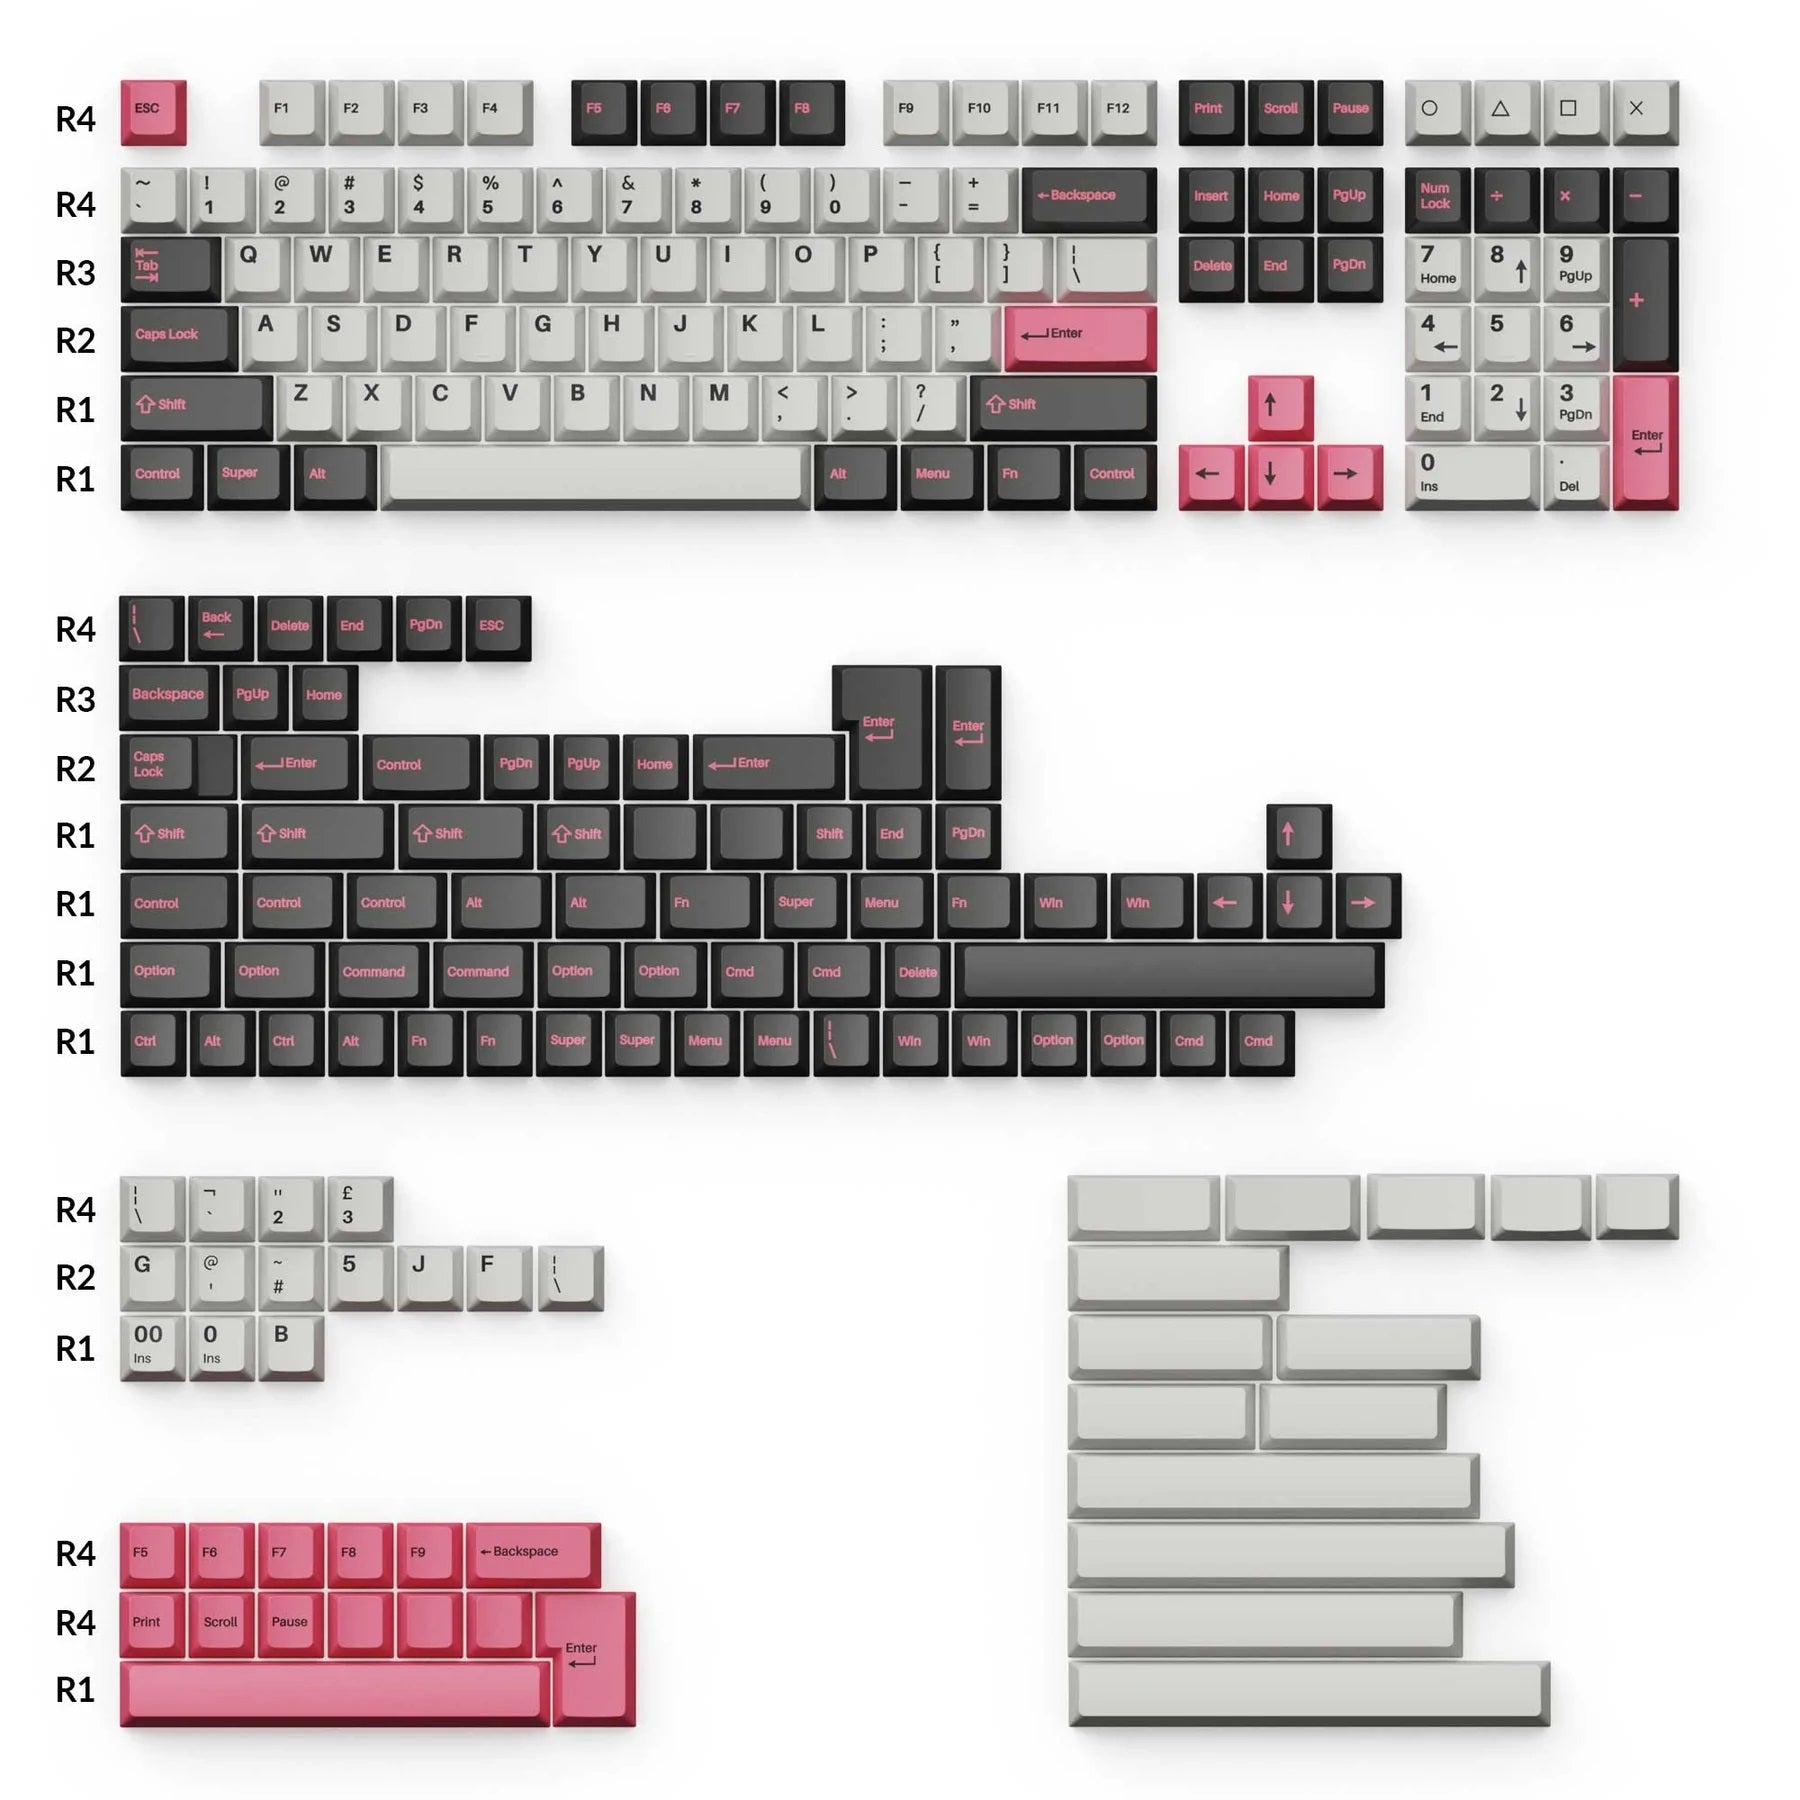 R4 ESC F1 F2 F3 F4 F5 F6 F7 F8 F9 F10 F11 F12 Print Scroll Pause ○ △ □ ×
R4 ~ ` ! 1 @ 2 # 3 $ 4 % 5 ^ 6 & 7 * 8 ( 9 ) 0 – - + = ←Backspace Insert Home PgUp Num Lock ÷ × −
R3 Tab Q W E R T Y U I O P { [ } ] ¦ \ Delete End PgDn 7 Home 8 ↑ 9 PgUp +
R2 Caps Lock A S D F G H J K L : ; ” , Enter 4 ← 5 6 →
R1 Shift Z X C V B N M < , > . ? / Shift ↑ 1 End 2 ↓ 3 PgDn Enter
R1 Control Super Alt Alt Menu Fn Control ← ↓ → 0 Ins . Del
R4 ¦ \ Back ← Delete End PgDn ESC
R3 Backspace PgUp Home Enter Enter
R2 Caps Lock Enter Control PgDn PgUp Home Enter
R1 Shift Shift Shift Shift Shift End PgDn ↑
R1 Control Control Control Alt Alt Fn Super Menu Fn Win Win ← ↓ →
R1 Option Option Command Command Option Option Cmd Cmd Delete
R1 Ctrl Alt Ctrl Alt Fn Fn Super Super Menu Menu ¦ \ Win Win Option Option Cmd Cmd
R4 ¦ \ ¬ ` " 2 £ 3
R2 G @ ' ~ # 5 J F ¦ \
R1 00 Ins 0 Ins B
R4 F5 F6 F7 F8 F9 ←Backspace
R4 Print Scroll Pause Enter
R1